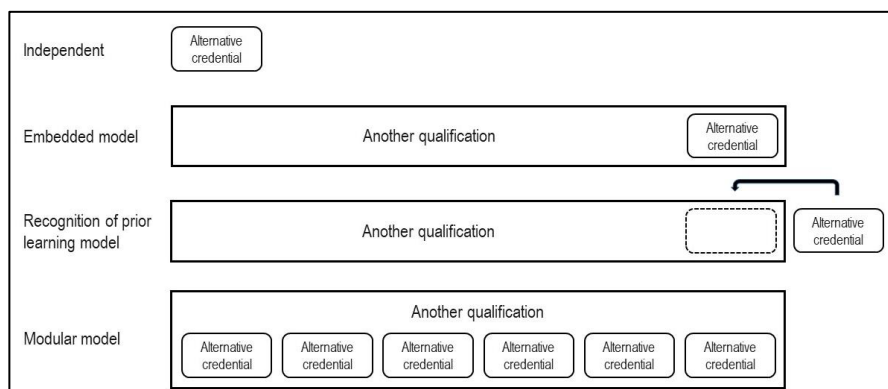 Independent
Alternative
credential
Embedded model
Another qualification
Alternative
credential
Recognition of prior
learning model
Another qualification
Alternative
credential
Modular model
Another qualification
Alternative
credential
Alternative
credential
Alternative
credential
Alternative
credential
Alternative
credential
Alternative
credential